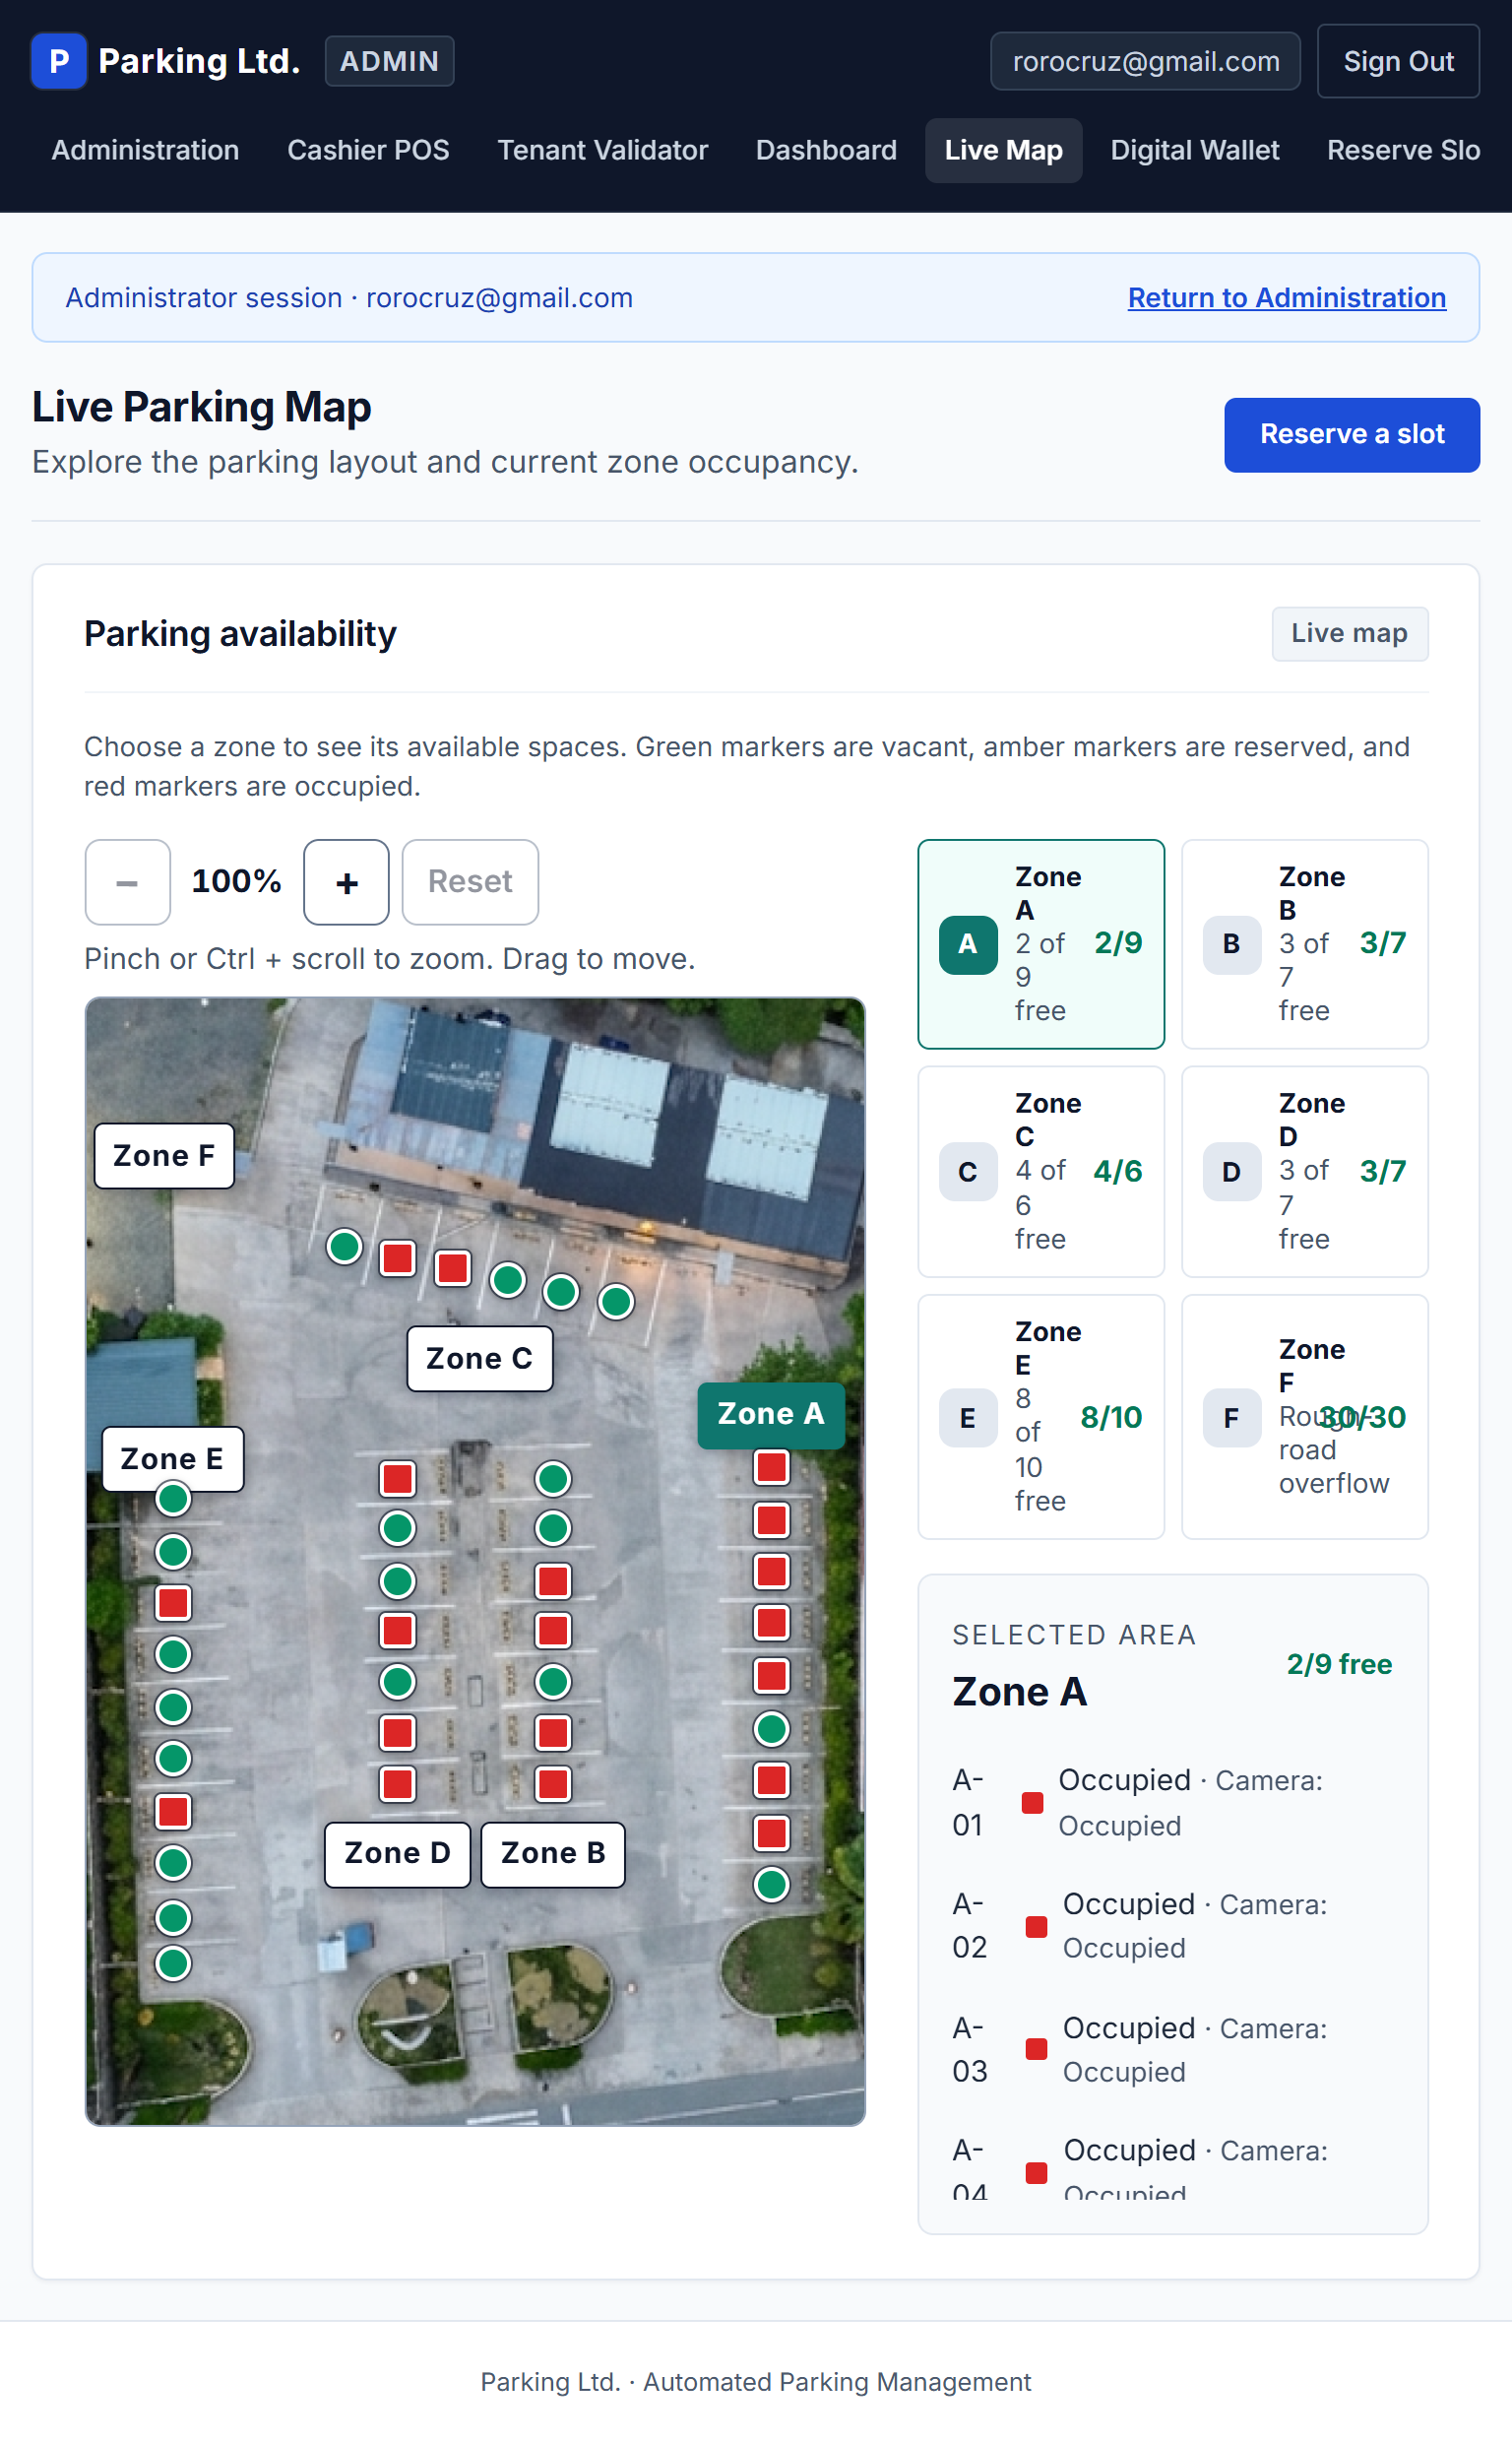 P Parking Ltd. ADMIN
rorocruz@gmail.com Sign Out
Administration Cashier POS Tenant Validator Dashboard Live Map Digital Wallet Reserve Slo
Administrator session · rorocruz@gmail.com Return to Administration
Live Parking Map
Explore the parking layout and current zone occupancy.
Reserve a slot
Parking availability
Live map
Choose a zone to see its available spaces. Green markers are vacant, amber markers are reserved, and
red markers are occupied.
− 100% + Reset
Pinch or Ctrl + scroll to zoom. Drag to move.
Zone F
Zone C
Zone A
Zone E
Zone D
Zone B
A
Zone
A
2 of
9
free
2/9
B
Zone
B
3 of
7
free
3/7
C
Zone
C
4 of
6
free
4/6
D
Zone
D
3 of
7
free
3/7
E
Zone
E
8
of
10
free
8/10
F
Zone
F
Rough-
road
overflow
30/30
SELECTED AREA
Zone A
2/9 free
A-
01
Occupied · Camera:
Occupied
A-
02
Occupied · Camera:
Occupied
A-
03
Occupied · Camera:
Occupied
A-
04
Occupied · Camera:
Occupied
Parking Ltd. · Automated Parking Management